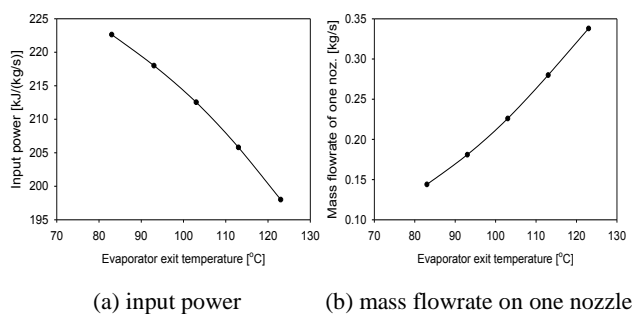 225
220
215
210
205
200
195
70 80 90 100 110 120 130
Input power [kJ/(kg/s)]
Evaporator exit temperature [°C]
0.35
0.30
0.25
0.20
0.15
0.10
70 80 90 100 110 120 130
Mass flowrate of one noz. [kg/s]
Evaporator exit temperature [°C]
(a) input power
(b) mass flowrate on one nozzle